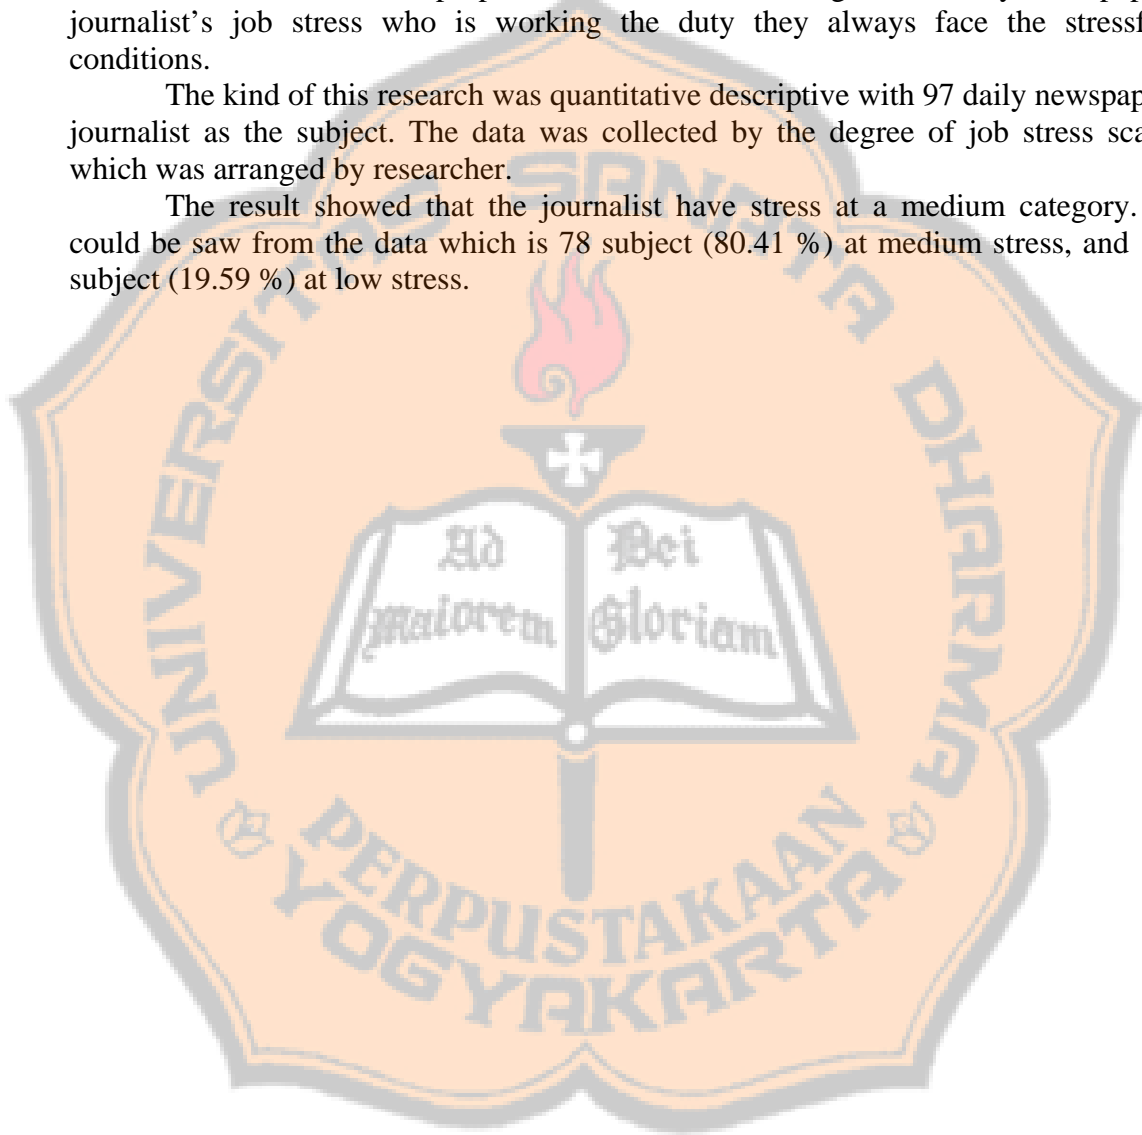 journalist's job stress who is working the duty they always face the
conditions.
The kind of this research was quantitative descriptive with 97 daily
journalist as the subject. The data was collected by the degree of job stress
which was arranged by researcher.
The result showed that the journalist have stress at a medium category.
could be saw from the data which is 78 subject (80.41 %) at medium stress, and
subject (19.59 %) at low stress.
UNIVERSITAS SANATA DHARMA
Ad Dei
Maiorem Gloriam
PERPUSTAKAAN
YOGYAKARTA